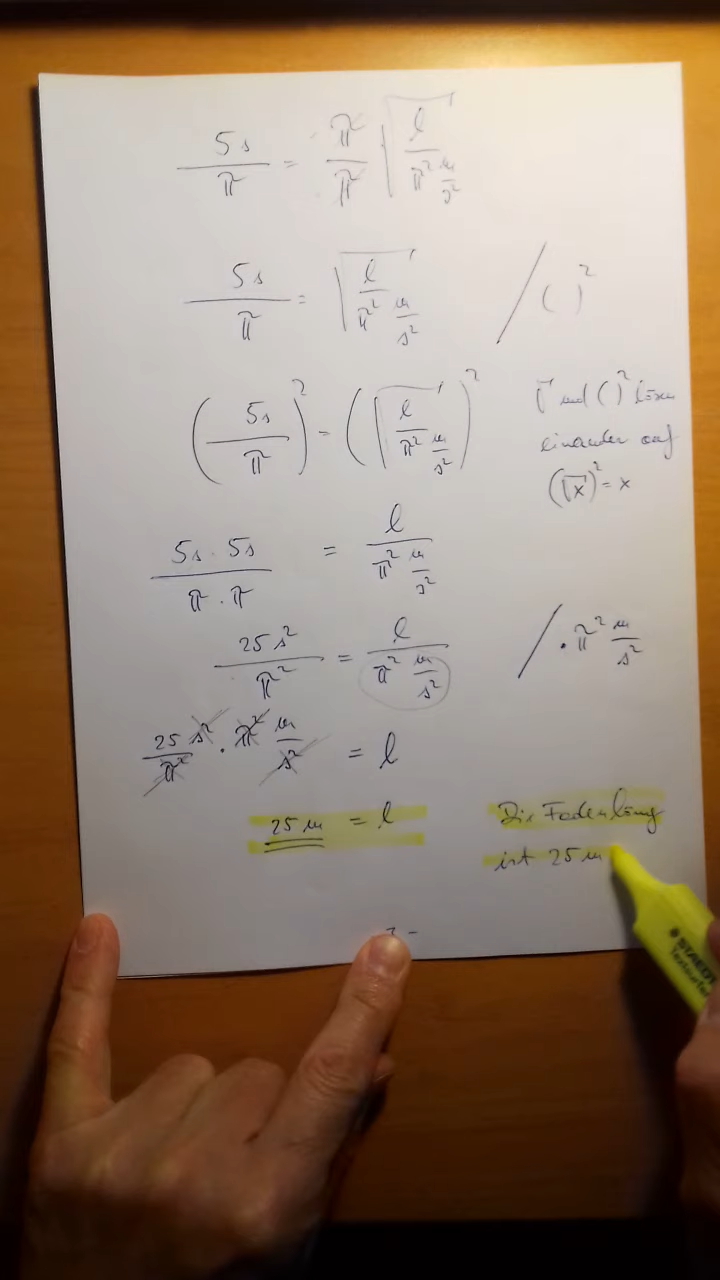 5s/π = π/π √(l/(π² m/s²))
5s/π = √(l/(π² m/s²)) / ( )²
(5s/π)² = (√(l/(π² m/s²)))²
√ und ( )² lösen
einander auf
(√x)² = x
5s · 5s/(π · π) = l/(π² m/s²)
25 s²/π² = l/(π² m/s²) / · π² m/s²
25 s²/π² · π² m/s² = l
25 m = l
Die Fadenläng
ist 25 m
STAEDT